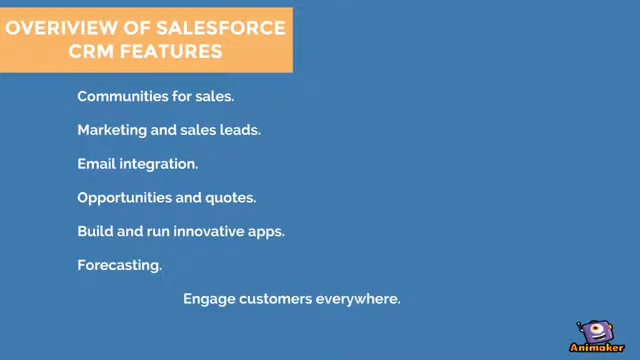 OVERIVIEW OF SALESFORCE
CRM FEATURES
Communities for sales.
Marketing and sales leads.
Email integration.
Opportunities and quotes.
Build and run innovative apps.
Forecasting.
Engage customers everywhere.
Animaker